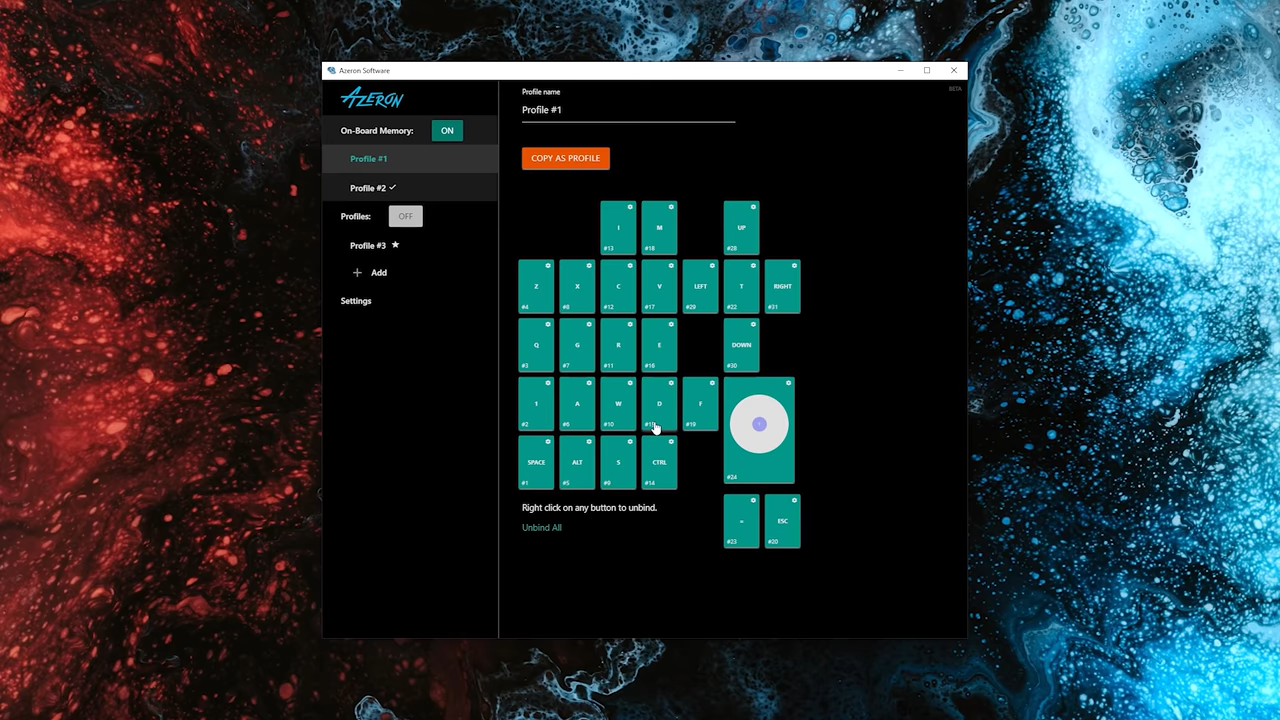 Azeron Software
AZERON
BETA
On-Board Memory: ON
Profile #1
Profile #2
Profiles: OFF
Profile #3
Add
Settings
Profile name
Profile #1
COPY AS PROFILE
I M UP
#13 #18 #28
Z X C V LEFT T RIGHT
#4 #8 #12 #17 #29 #22 #31
Q G R E DOWN
#3 #7 #11 #16 #30
1 A W D F
#2 #6 #10 #19
#24
SPACE ALT S CTRL
#1 #5 #9 #14
Right click on any button to unbind.
Unbind All
= ESC
#23 #20